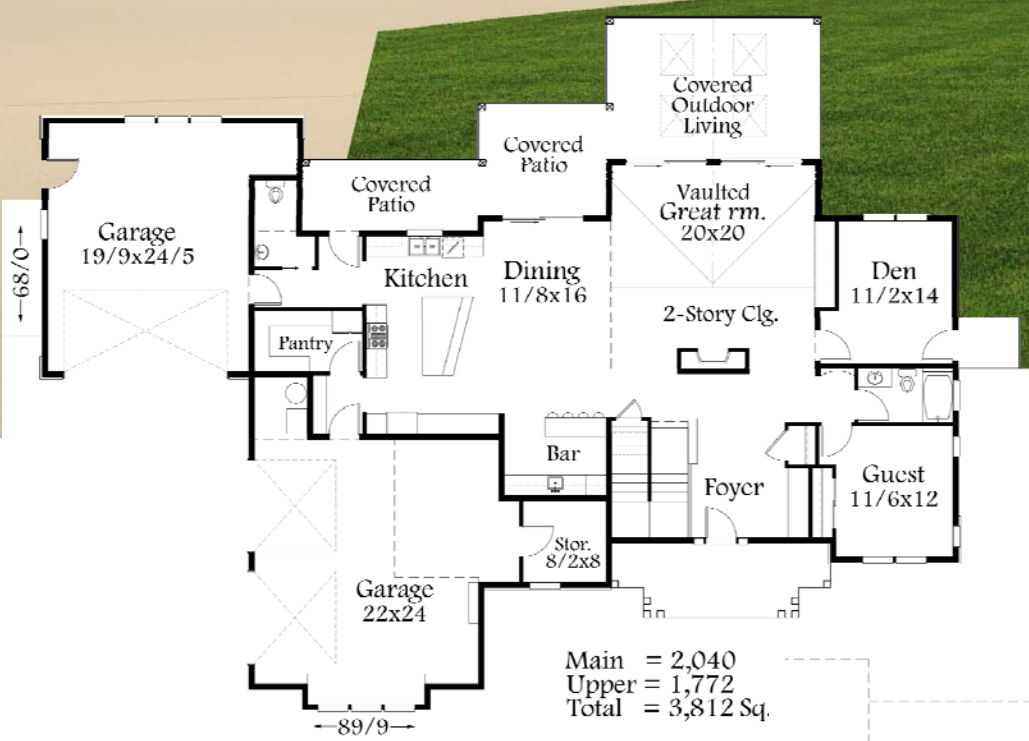 Covered
Outdoor
Living
Covered
Patio
Covered
Patio
Vaulted
Great rm.
20x20
Garage
19/9x24/5
68/0
Kitchen
Dining
11/8x16
Den
11/2x14
2-Story Clg.
Pantry
Bar
Foyer
Guest
11/6x12
Stor.
8/2x8
Garage
22x24
Main = 2,040
Upper = 1,772
Total = 3,812 Sq.
89/9